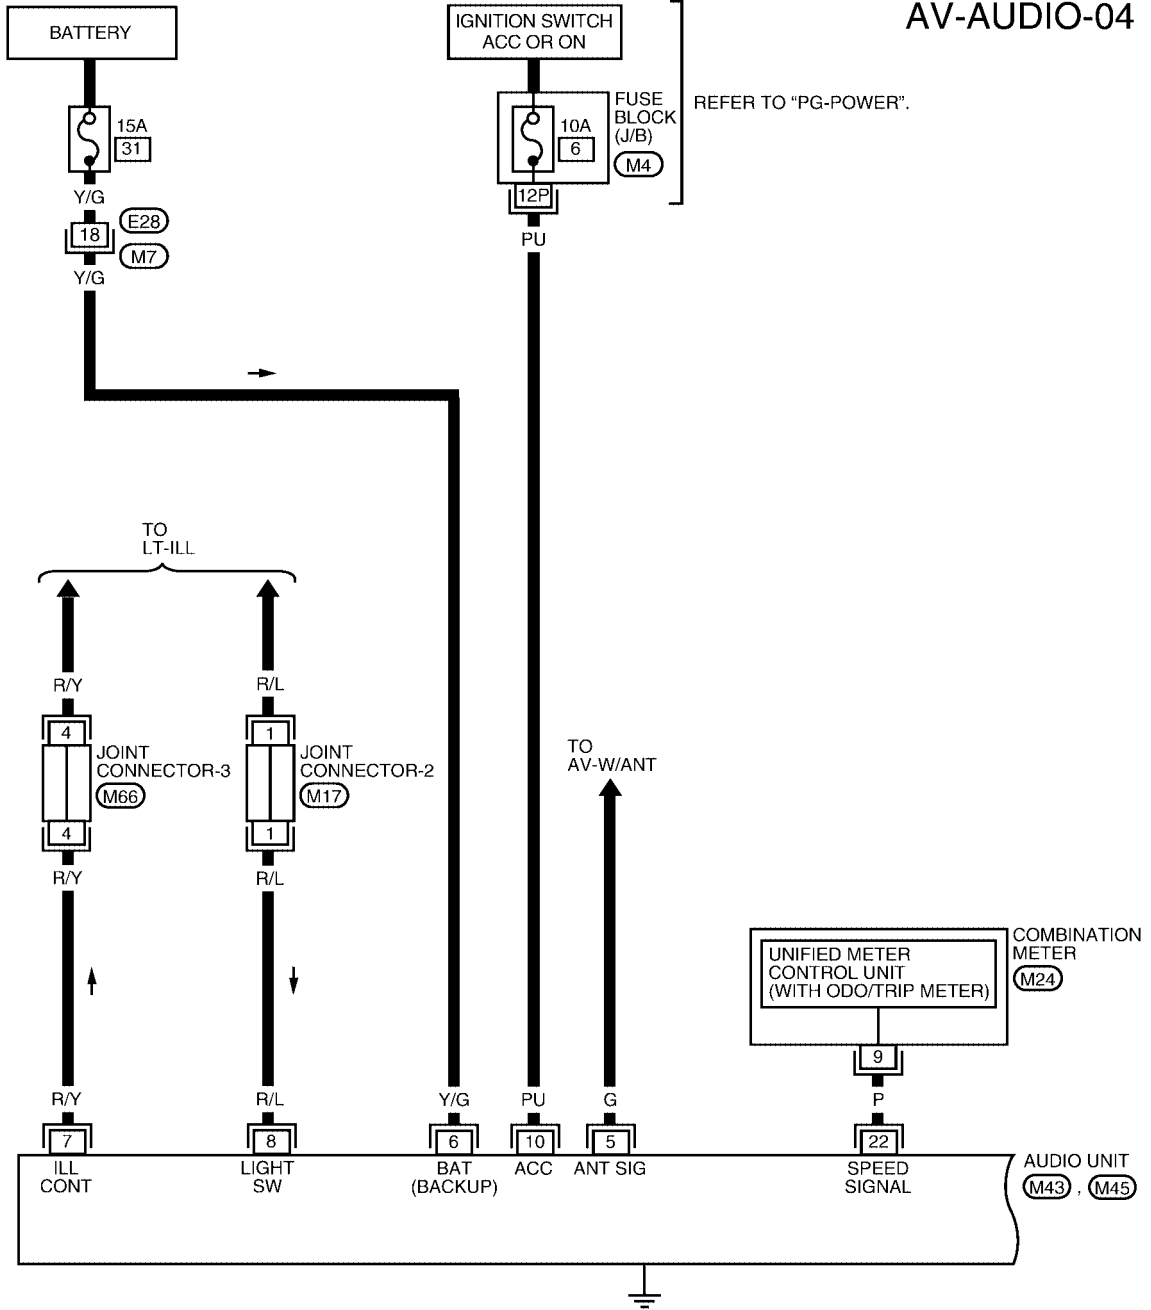 AV-AUDIO-04
BATTERY
IGNITION SWITCH
ACC OR ON
REFER TO “PG-POWER”.
15A
31
10A
6
FUSE
BLOCK
(J/B)
M4
Y/G
12P
18
E28
M7
Y/G
PU
TO
LT-ILL
R/Y
R/L
4
JOINT
CONNECTOR-3
M66
4
1
JOINT
CONNECTOR-2
M17
1
R/Y
R/L
TO
AV-W/ANT
UNIFIED METER
CONTROL UNIT
(WITH ODO/TRIP METER)
COMBINATION
METER
M24
9
R/Y
R/L
Y/G
PU
G
P
7
8
6
10
5
22
ILL
CONT
LIGHT
SW
BAT
(BACKUP)
ACC
ANT SIG
SPEED
SIGNAL
AUDIO UNIT
M43 , M45